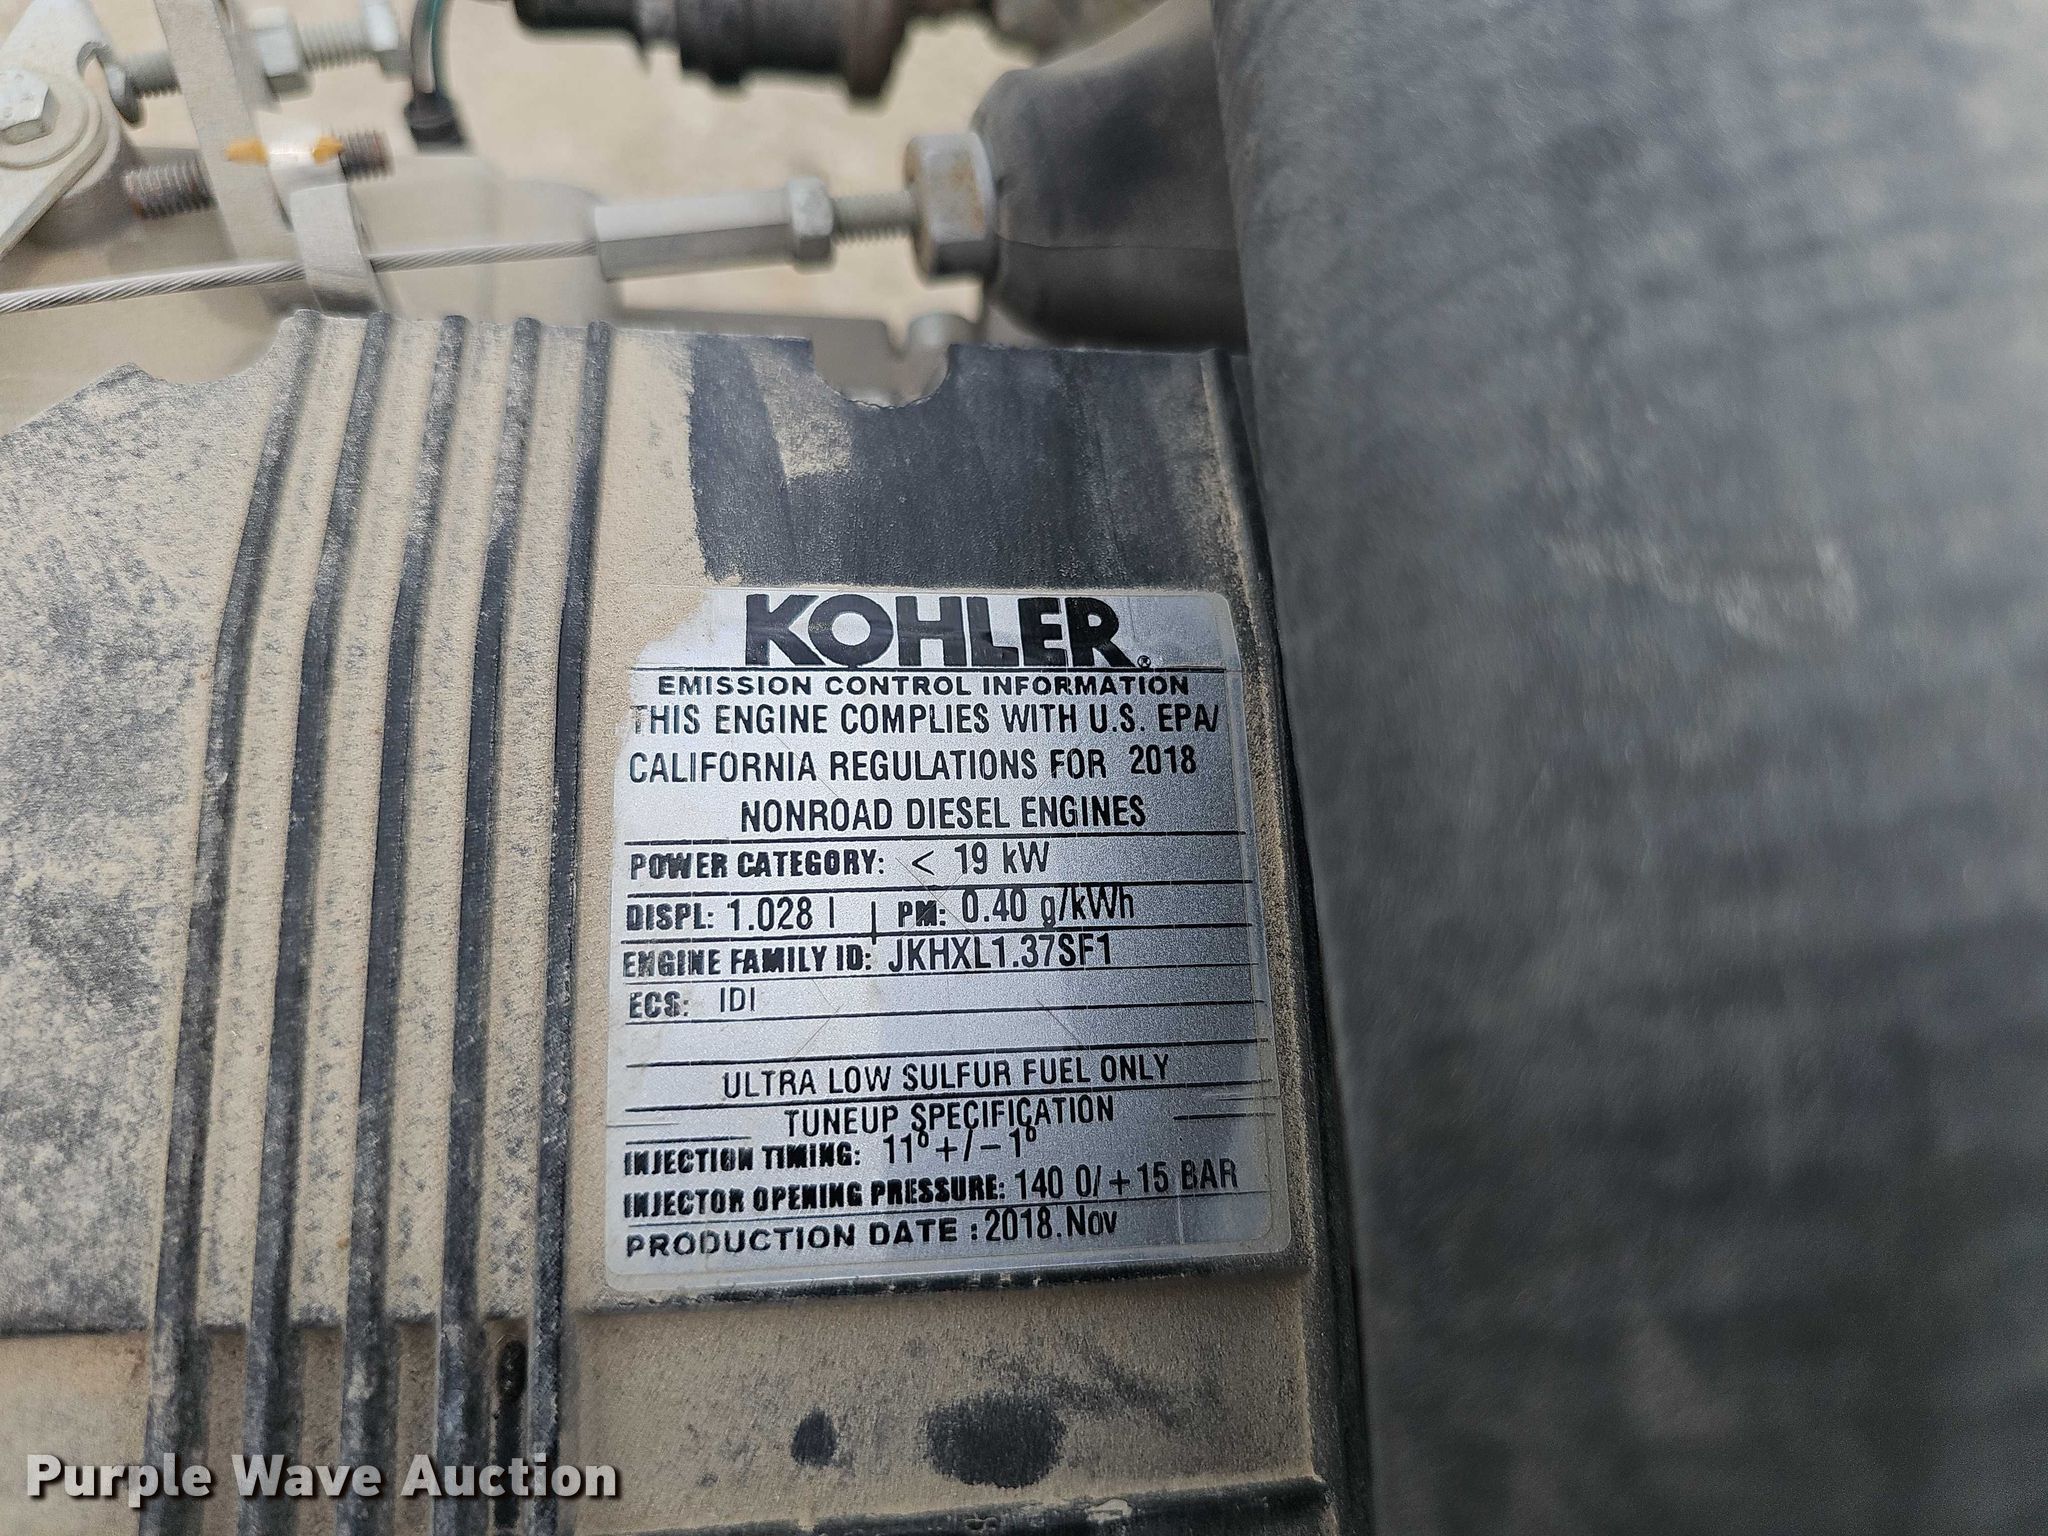 KOHLER®
EMISSION CONTROL INFORMATION
THIS ENGINE COMPLIES WITH U.S. EPA/
CALIFORNIA REGULATIONS FOR 2018
NONROAD DIESEL ENGINES
POWER CATEGORY: < 19 kW
DISPL: 1.028 l | PM: 0.40 g/kWh
ENGINE FAMILY ID: JKHXL1.37SF1
ECS: IDI
ULTRA LOW SULFUR FUEL ONLY
TUNEUP SPECIFICATION
INJECTION TIMING: 11° +/− 1°
INJECTOR OPENING PRESSURE: 140 0/ + 15 BAR
PRODUCTION DATE : 2018.Nov
Purple Wave Auction